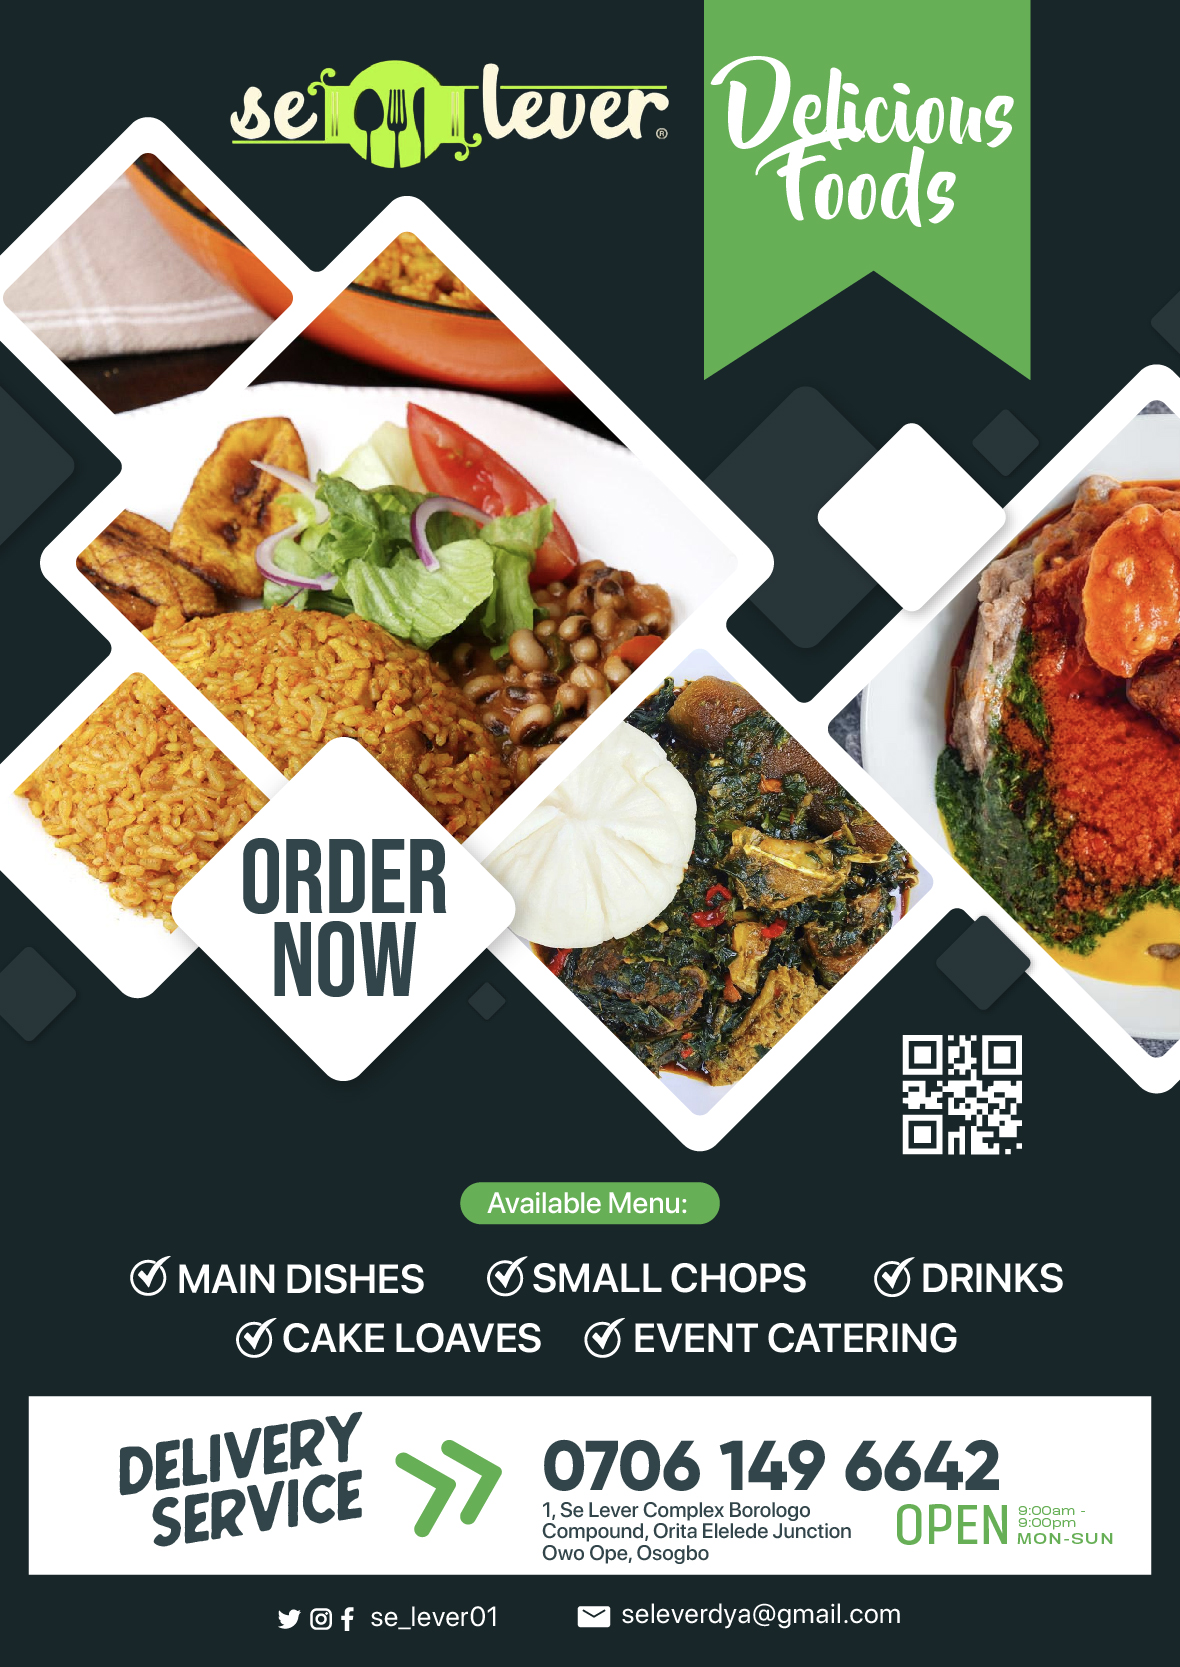 se lever®
Delicious
Foods
ORDER
NOW
Available Menu:
MAIN DISHES
SMALL CHOPS
DRINKS
CAKE LOAVES
EVENT CATERING
DELIVERY
SERVICE
0706 149 6642
1, Se Lever Complex Borologo
Compound, Orita Elelede Junction
Owo Ope, Osogbo
OPEN
9:00am -
9:00pm
MON-SUN
se_lever01
seleverdya@gmail.com